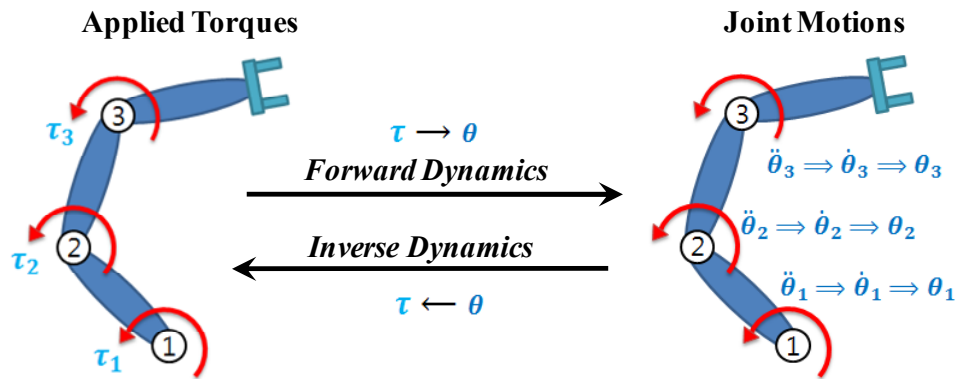 Applied Torques
Joint Motions
3
τ₃
2
τ₂
1
τ₁
τ ⟶ θ
Forward Dynamics
Inverse Dynamics
τ ⟵ θ
3
θ̈₃ ⟹ θ̇₃ ⟹ θ₃
2
θ̈₂ ⟹ θ̇₂ ⟹ θ₂
θ̈₁ ⟹ θ̇₁ ⟹ θ₁
1